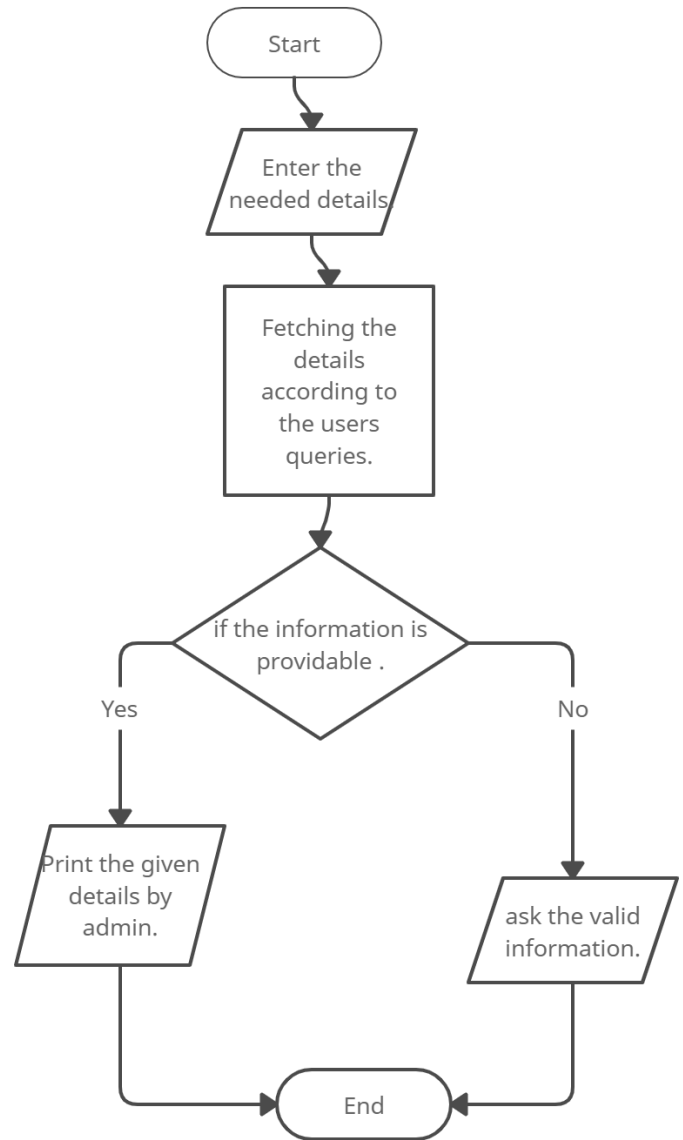 Start
Enter the
needed details.
Fetching the
details
according to
the users
queries.
if the information is
providable .
Yes
No
Print the given
details by
admin.
ask the valid
information.
End